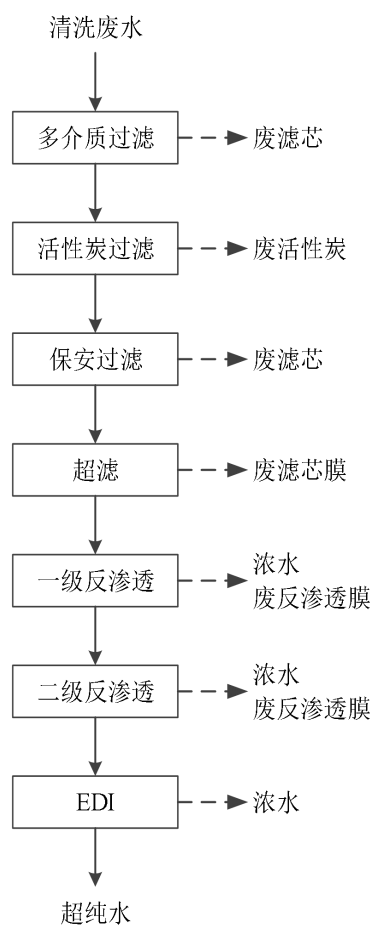 清洗废水
多介质过滤
废滤芯
活性炭过滤
废活性炭
保安过滤
废滤芯
超滤
废滤芯膜
一级反渗透
浓水
废反渗透膜
二级反渗透
浓水
废反渗透膜
EDI
浓水
超纯水